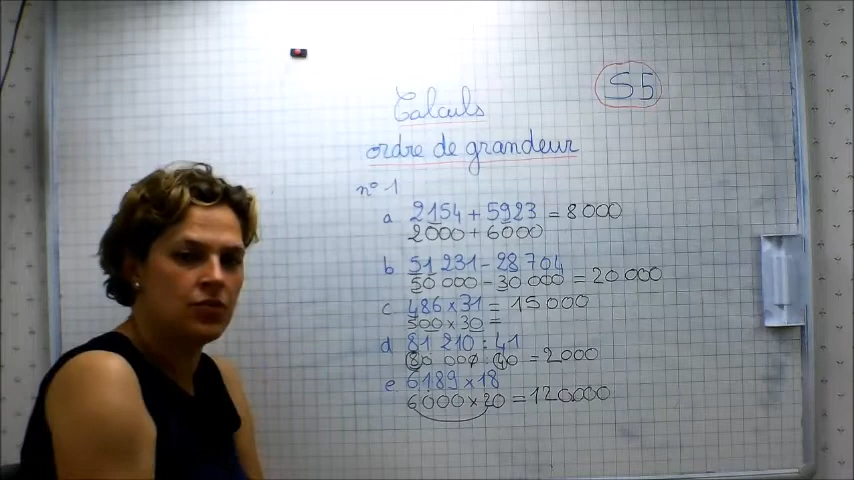 S5
Calculs
ordre de grandeur
n° 1
a 2154 + 5923 = 8000
2000 + 6000
b 51 231 - 28 704
50 000 - 30 000 = 20 000
c 486 x 31 = 15 000
500 x 30 =
d 81 210 : 41
80 000 : 40 = 2000
e 6189 x 18
6000 x 20 = 120 000